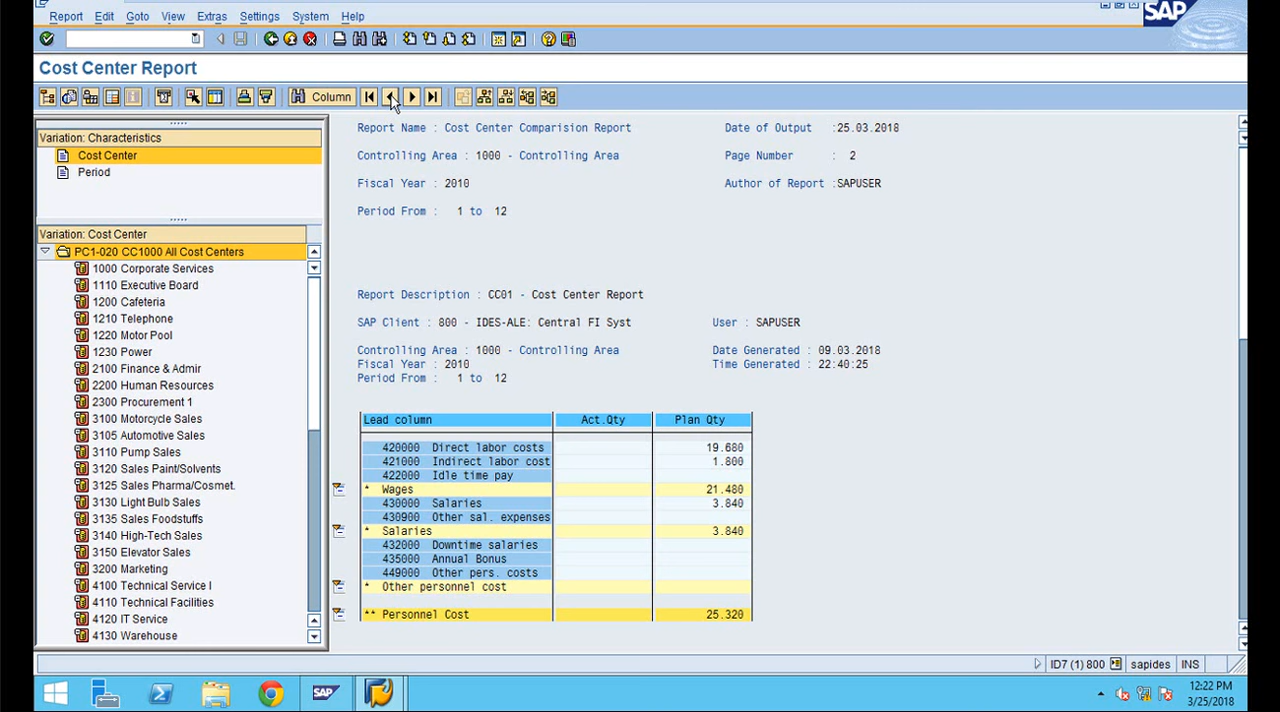 Report Edit Goto View Extras Settings System Help
SAP
Cost Center Report
Column
Variation: Characteristics
Cost Center
Period
Variation: Cost Center
PC1-020 CC1000 All Cost Centers
1000 Corporate Services
1110 Executive Board
1200 Cafeteria
1210 Telephone
1220 Motor Pool
1230 Power
2100 Finance & Admir
2200 Human Resources
2300 Procurement 1
3100 Motorcycle Sales
3105 Automotive Sales
3110 Pump Sales
3120 Sales Paint/Solvents
3125 Sales Pharma/Cosmet.
3130 Light Bulb Sales
3135 Sales Foodstuffs
3140 High-Tech Sales
3150 Elevator Sales
3200 Marketing
4100 Technical Service I
4110 Technical Facilities
4120 IT Service
4130 Warehouse
Report Name : Cost Center Comparision Report Date of Output :25.03.2018
Controlling Area : 1000 - Controlling Area Page Number : 2
Fiscal Year : 2010 Author of Report :SAPUSER
Period From : 1 to 12
Report Description : CC01 - Cost Center Report
SAP Client : 800 - IDES-ALE: Central FI Syst User : SAPUSER
Controlling Area : 1000 - Controlling Area Date Generated : 09.03.2018
Fiscal Year : 2010 Time Generated : 22:40:25
Period From : 1 to 12
Lead column Act.Qty Plan Qty
420000 Direct labor costs 19.680
421000 Indirect labor cost 1.800
422000 Idle time pay
* Wages 21.480
430000 Salaries 3.840
430900 Other sal. expenses
* Salaries 3.840
432000 Downtime salaries
435000 Annual Bonus
449000 Other pers. costs
* Other personnel cost
** Personnel Cost 25.320
ID7 (1) 800 sapides INS
SAP
12:22 PM
3/25/2018